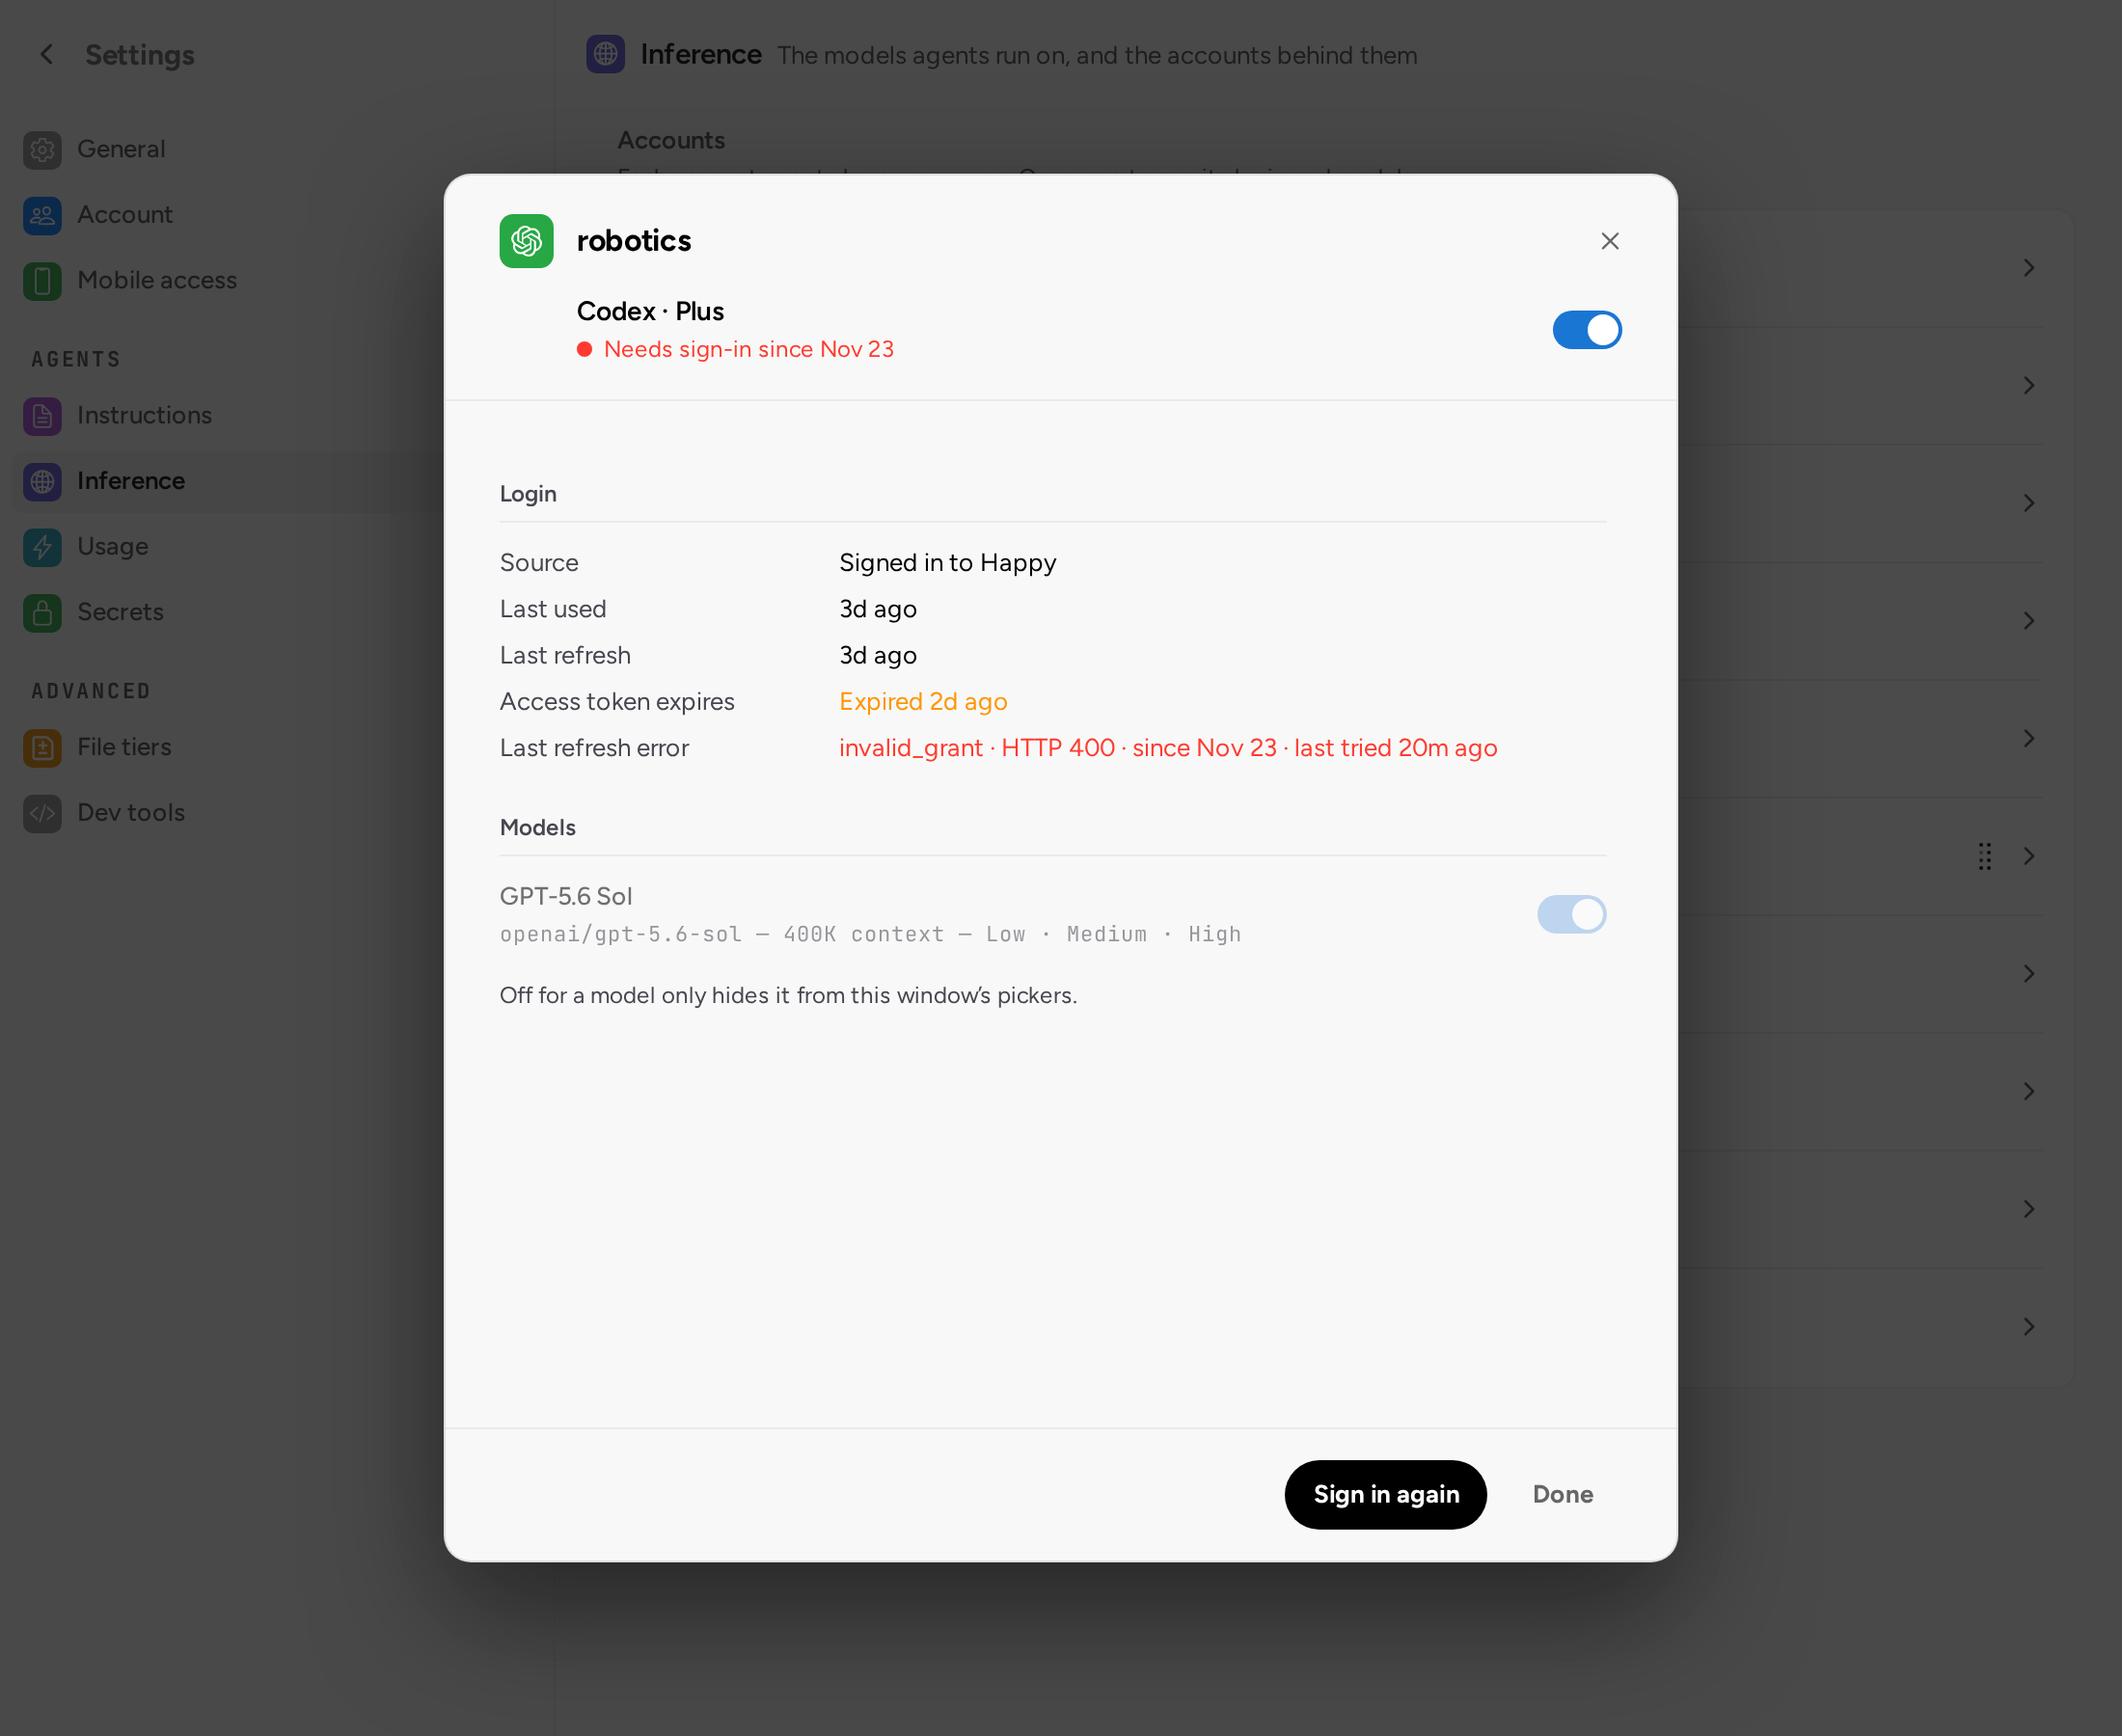 Settings
Inference The models agents run on, and the accounts behind them
General
Account
Mobile access
AGENTS
Instructions
Inference
Usage
Secrets
ADVANCED
File tiers
Dev tools
Accounts
robotics
Codex · Plus
Needs sign-in since Nov 23
Login
Source Signed in to Happy
Last used 3d ago
Last refresh 3d ago
Access token expires Expired 2d ago
Last refresh error invalid_grant · HTTP 400 · since Nov 23 · last tried 20m ago
Models
GPT-5.6 Sol
openai/gpt-5.6-sol — 400K context — Low · Medium · High
Off for a model only hides it from this window’s pickers.
Sign in again
Done